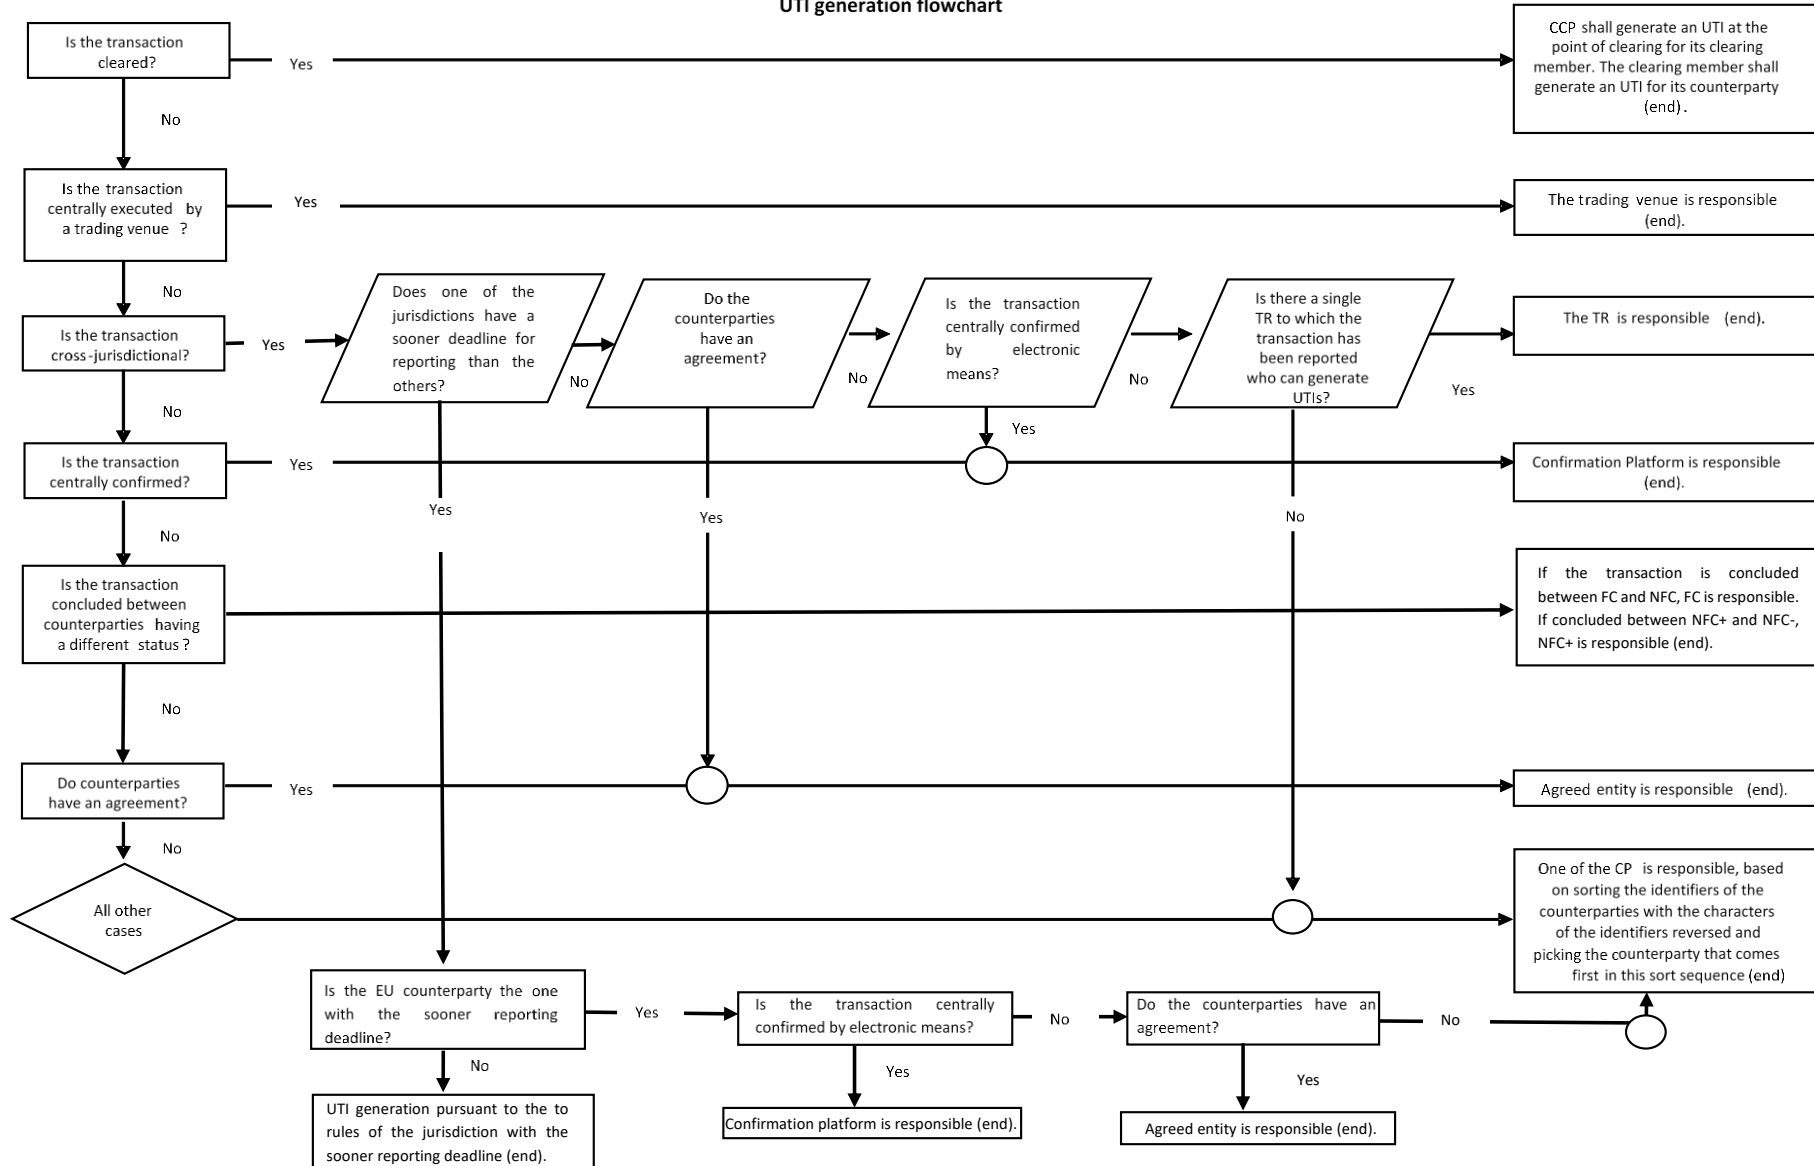 UTI generation flowchart
Is the transaction
cleared?
Yes
CCP shall generate an UTI at the
point of clearing for its clearing
member. The clearing member shall
generate an UTI for its counterparty
(end).
No
Is the transaction
centrally executed by
a trading venue ?
Yes
The trading venue is responsible
(end).
No
Is the transaction
cross-jurisdictional?
Yes
Does one of the
jurisdictions have a
sooner deadline for
reporting than the
others?
No
Do the
counterparties
have an
agreement?
No
Is the transaction
centrally confirmed
by electronic
means?
No
Is there a single
TR to which the
transaction has
been reported
who can generate
UTIs?
Yes
The TR is responsible (end).
No
Yes
Is the transaction
centrally confirmed?
Yes
Confirmation Platform is responsible
(end).
Yes
Yes
No
No
Is the transaction
concluded between
counterparties having
a different status?
If the transaction is concluded
between FC and NFC, FC is responsible.
If concluded between NFC+ and NFC-,
NFC+ is responsible (end).
No
Do counterparties
have an agreement?
Yes
Agreed entity is responsible (end).
No
All other
cases
One of the CP is responsible, based
on sorting the identifiers of the
counterparties with the characters
of the identifiers reversed and
picking the counterparty that comes
first in this sort sequence (end)
Is the EU counterparty the one
with the sooner reporting
deadline?
Yes
Is the transaction centrally
confirmed by electronic means?
No
Do the counterparties have an
agreement?
No
No
Yes
Yes
UTI generation pursuant to the to
rules of the jurisdiction with the
sooner reporting deadline (end).
Confirmation platform is responsible (end).
Agreed entity is responsible (end).